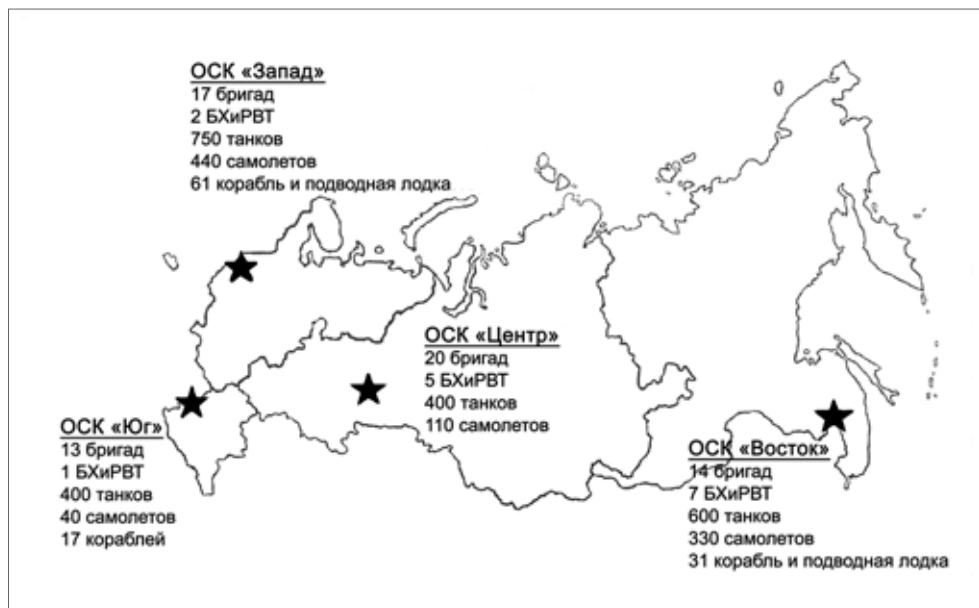 ОСК «Запад»
17 бригад
2 БХиРВТ
750 танков
440 самолетов
61 корабль и подводная лодка
ОСК «Центр»
20 бригад
5 БХиРВТ
400 танков
110 самолетов
ОСК «Юг»
13 бригад
1 БХиРВТ
400 танков
40 самолетов
17 кораблей
ОСК «Восток»
14 бригад
7 БХиРВТ
600 танков
330 самолетов
31 корабль и подводная лодка